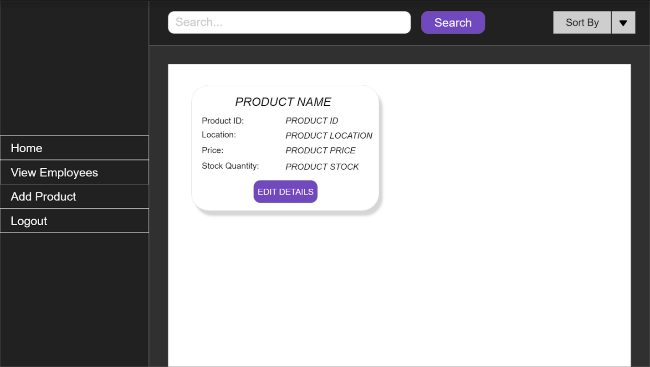 Search...
Search
Sort By
Home
View Employees
Add Product
Logout
PRODUCT NAME
Product ID: PRODUCT ID
Location: PRODUCT LOCATION
Price: PRODUCT PRICE
Stock Quantity: PRODUCT STOCK
EDIT DETAILS